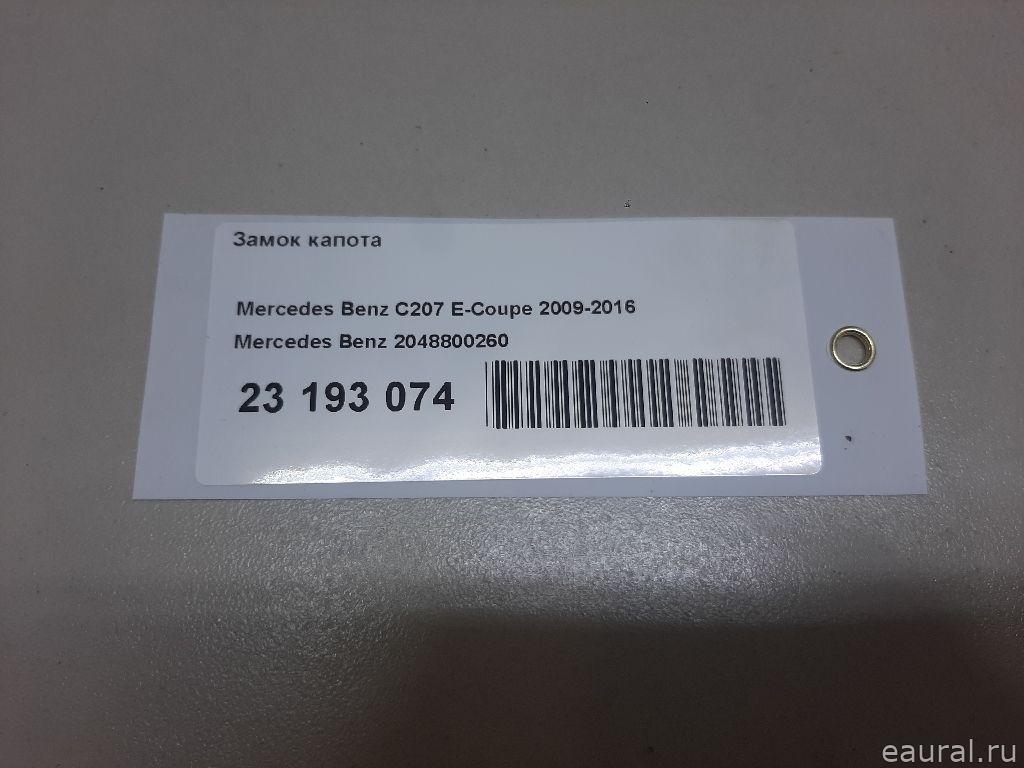 Замок капота
Mercedes Benz C207 E-Coupe 2009-2016
Mercedes Benz 2048800260
23 193 074
eaural.ru